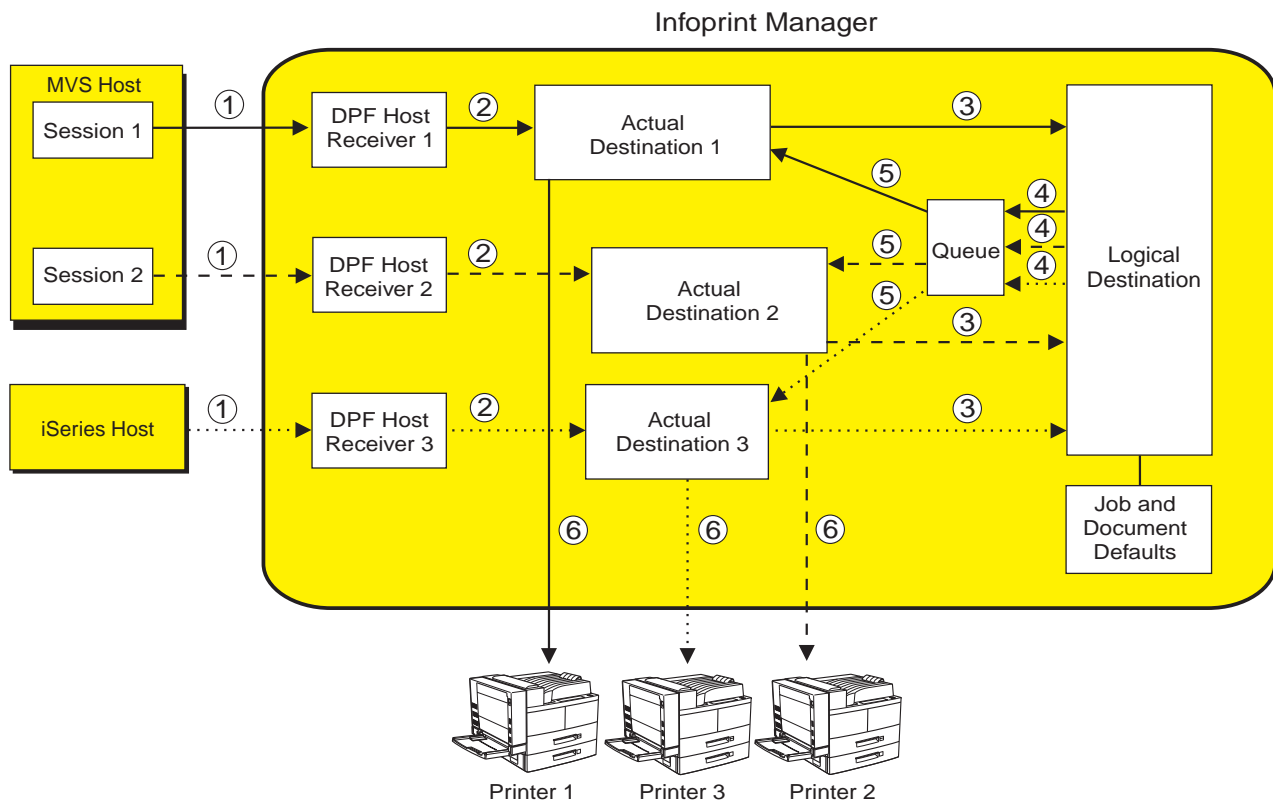 Infoprint Manager
MVS Host
Session 1
1
DPF Host
Receiver 1
2
Actual
Destination 1
3
5
4
Queue
4
4
Logical
Destination
Session 2
1
DPF Host
Receiver 2
2
Actual
Destination 2
5
5
3
iSeries Host
1
DPF Host
Receiver 3
2
Actual
Destination 3
3
Job and
Document
Defaults
6
6
6
Printer 1
Printer 3
Printer 2